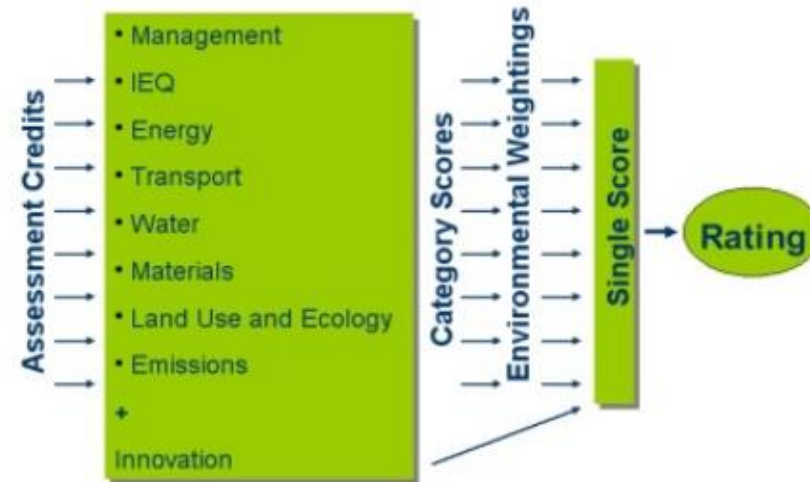 Assessment Credits
• Management
• IEQ
• Energy
• Transport
• Water
• Materials
• Land Use and Ecology
• Emissions
+
Innovation
Category Scores
Environmental Weightings
Single Score
Rating